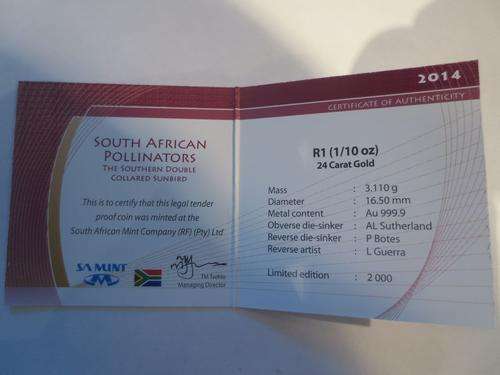 SOUTH AFRICAN
POLLINATORS
THE SOUTHERN DOUBLE
COLLARED SUNBIRD
This is to certify that this legal tender
proof coin was minted at the
South African Mint Company (RF) (Pty) Ltd
SA MINT
Managing Director
2014
CERTIFICATE OF AUTHENTICITY
R1 (1/10 oz)
24 Carat Gold
Mass : 3.110 g
Diameter : 16.50 mm
Metal content : Au 999.9
Obverse die-sinker : AL Sutherland
Reverse die-sinker : P Botes
Reverse artist : L Guerra
Limited edition : 2 000